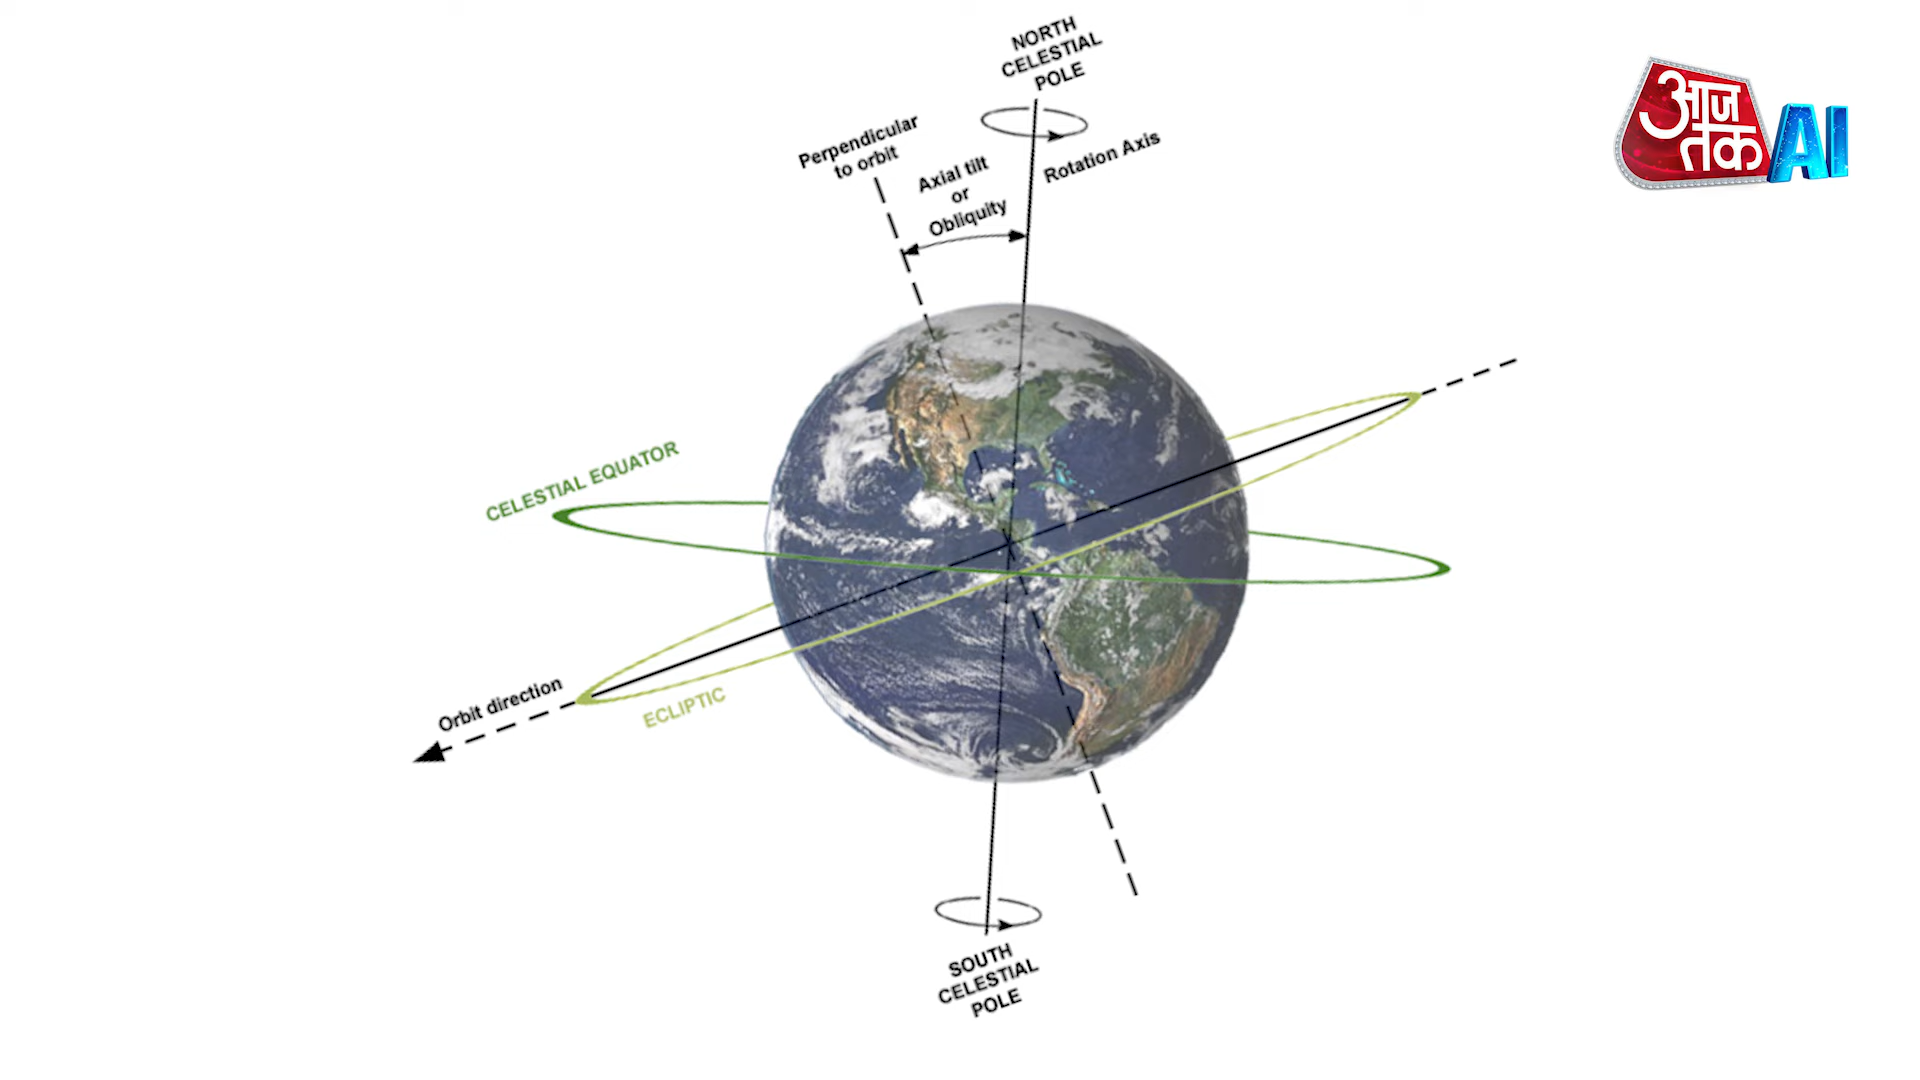 NORTH
CELESTIAL
POLE
Perpendicular
to orbit
Axial tilt
or
Obliquity
Rotation Axis
आज
तक
AI
CELESTIAL EQUATOR
Orbit direction
ECLIPTIC
SOUTH
CELESTIAL
POLE